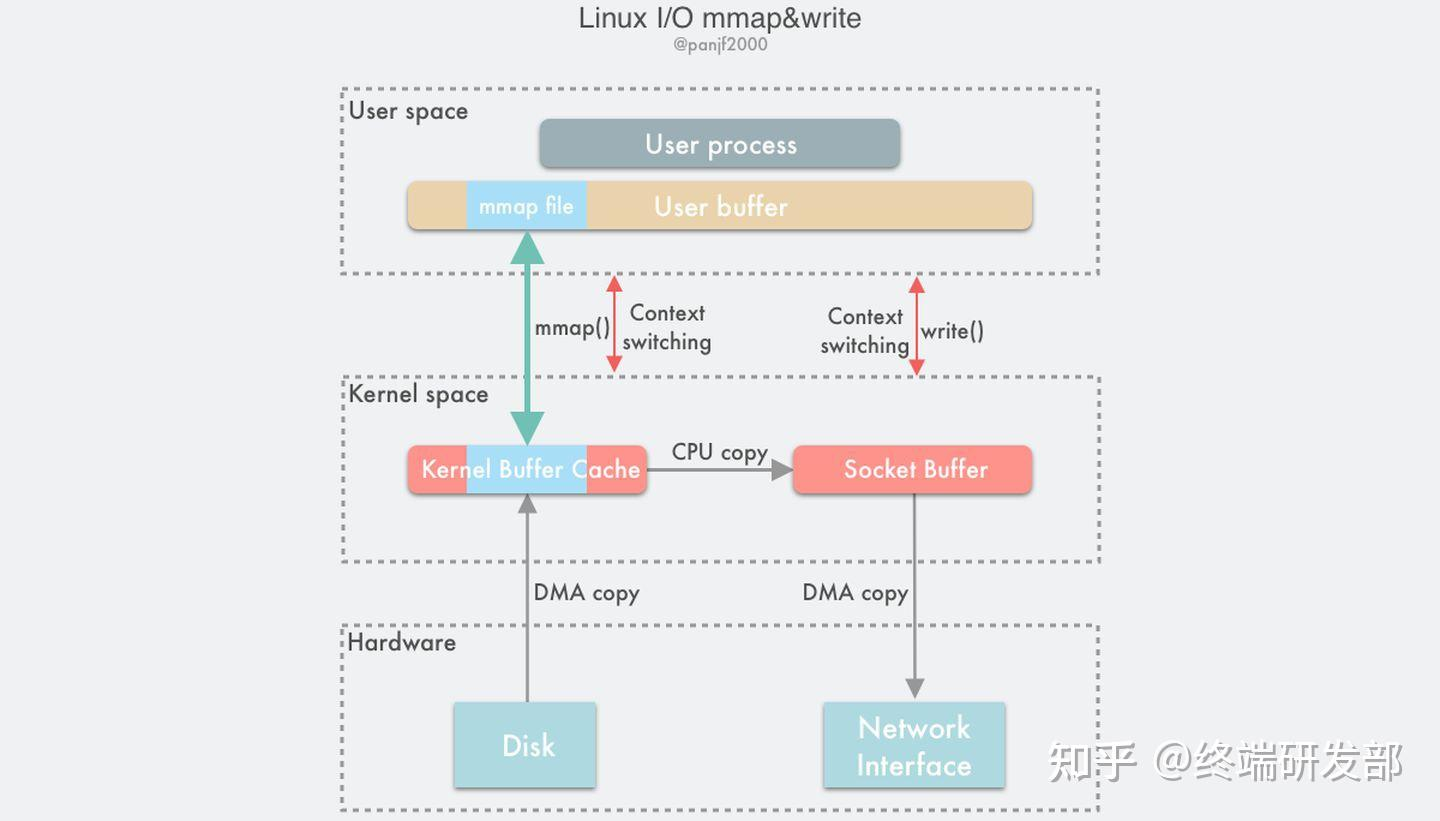 Linux I/O mmap&write
@panjf2000
User space
User process
mmap file
User buffer
mmap()
Context
switching
Context
switching
write()
Kernel space
Kernel Buffer Cache
CPU copy
Socket Buffer
DMA copy
DMA copy
Hardware
Disk
Network
Interface
知乎 @终端研发部